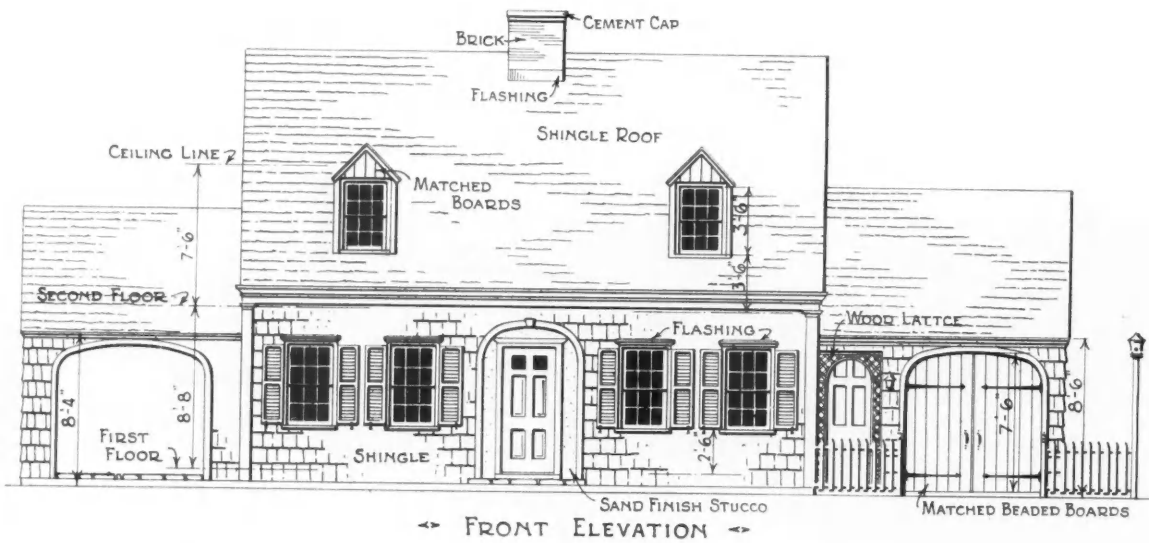 CEMENT CAP
BRICK
FLASHING
SHINGLE ROOF
CEILING LINE
MATCHED
BOARDS
7'-6"
3'-6"
3'-6"
SECOND FLOOR
FLASHING
WOOD LATTCE
8'-4"
8'-8"
FIRST
FLOOR
SHINGLE
2'-6"
7'-6"
8'-6"
SAND FINISH STUCCO
MATCHED BEADED BOARDS
FRONT ELEVATION